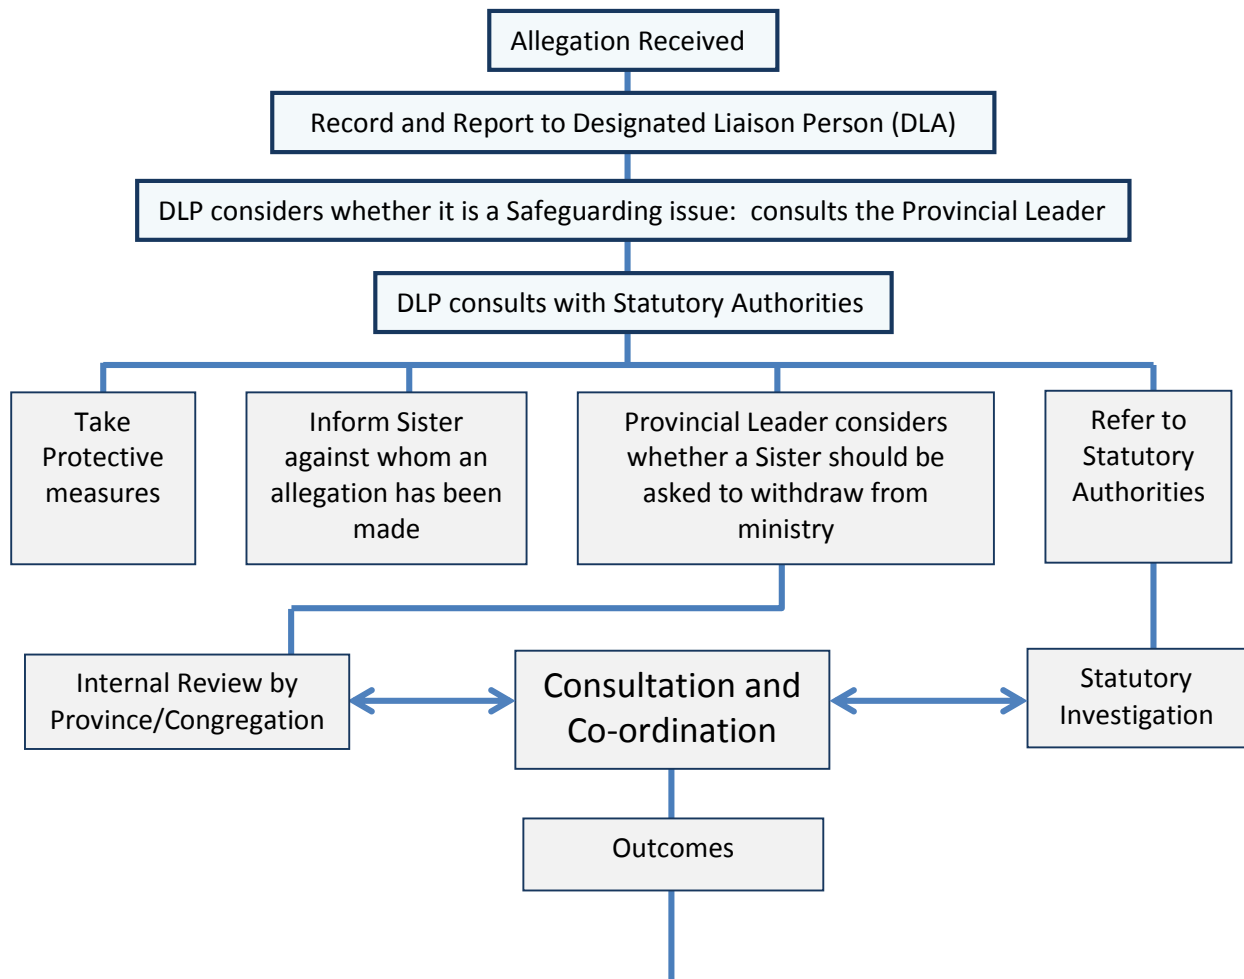 Allegation Received
Record and Report to Designated Liaison Person (DLA)
DLP considers whether it is a Safeguarding issue:  consults the Provincial Leader
DLP consults with Statutory Authorities
Take
Protective
measures
Inform Sister
against whom an
allegation has been
made
Provincial Leader considers
whether a Sister should be
asked to withdraw from
ministry
Refer to
Statutory
Authorities
Internal Review by
Province/Congregation
Consultation and
Co-ordination
Statutory
Investigation
Outcomes